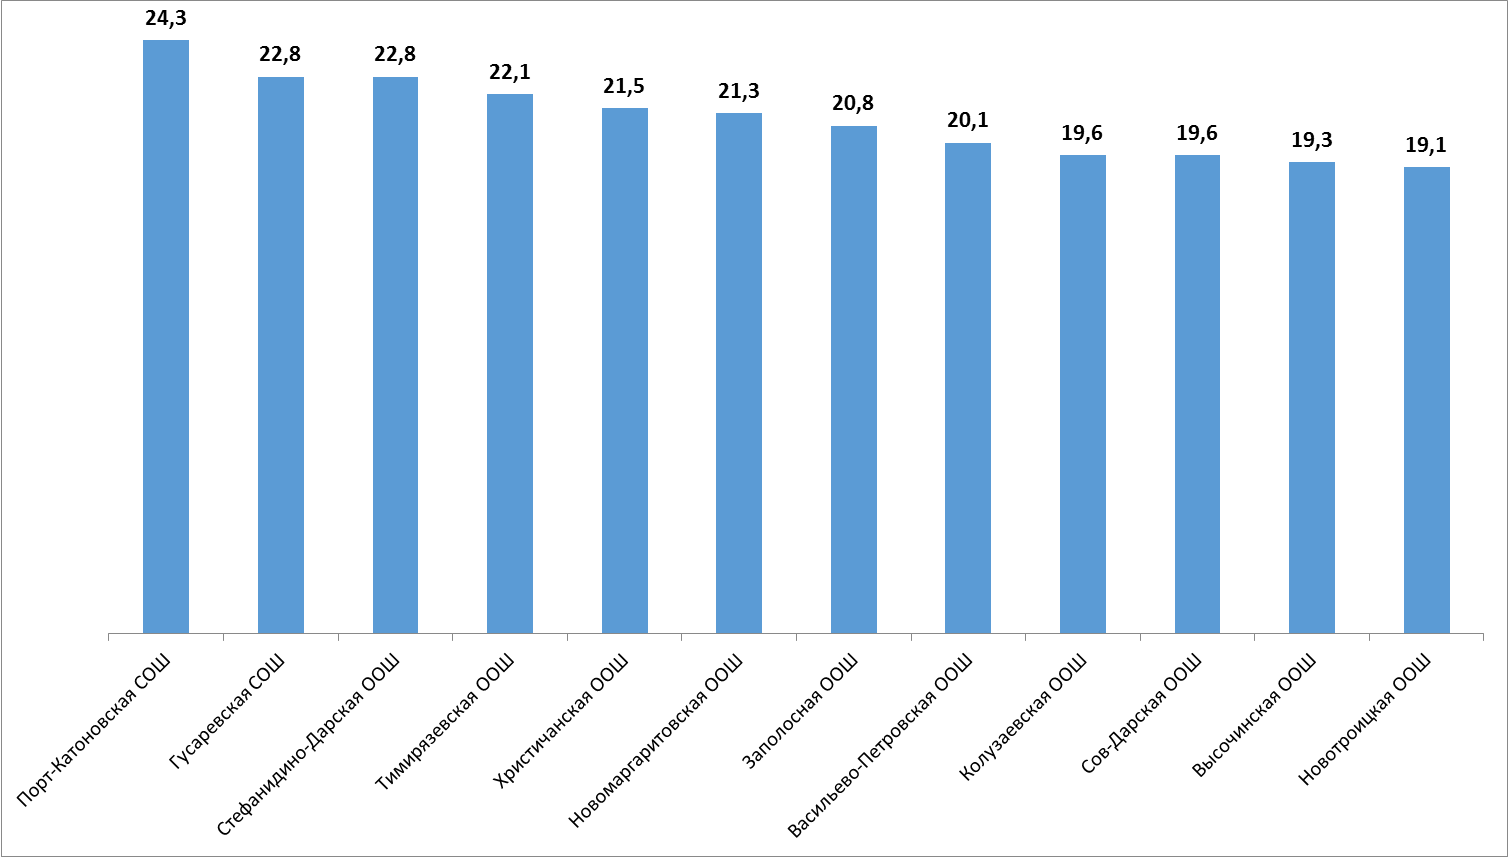 24,3
22,8
22,8
22,1
21,5
21,3
20,8
20,1
19,6
19,6
19,3
19,1
Порт-Катоновская СОШ
Гусаревская СОШ
Стефанидино-Дарская ООШ
Тимирязевская ООШ
Христичанская ООШ
Новомаргаритовская ООШ
Заполосная ООШ
Васильево-Петровская ООШ
Колузаевская ООШ
Сов-Дарская ООШ
Высочинская ООШ
Новотроицкая ООШ